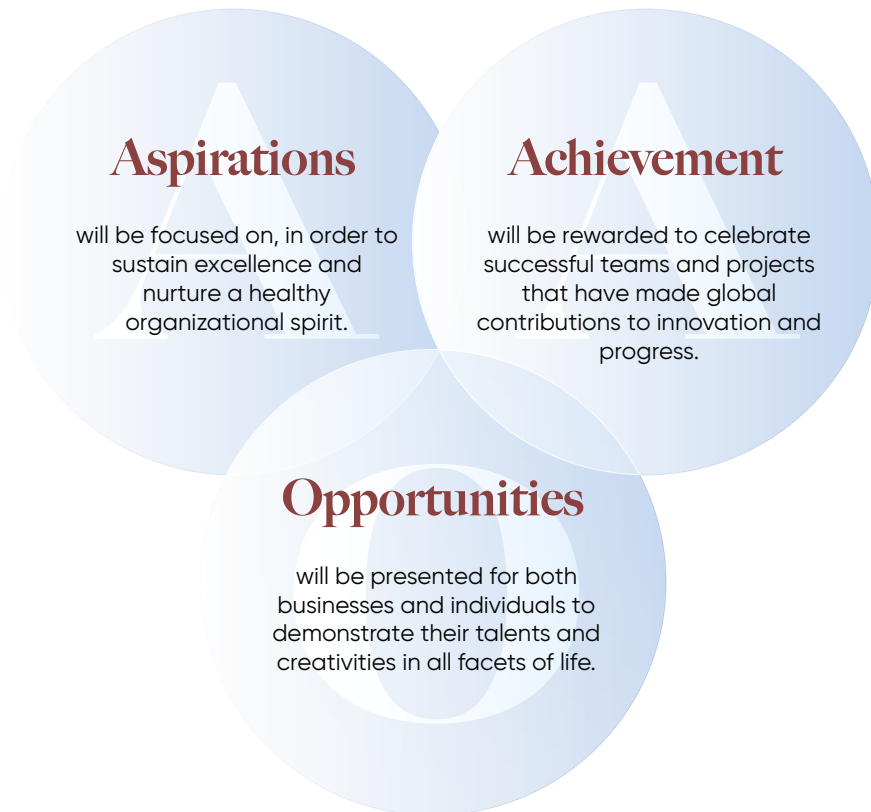 A
Aspirations
will be focused on, in order to
sustain excellence and
nurture a healthy
organizational spirit.
A
Achievement
will be rewarded to celebrate
successful teams and projects
that have made global
contributions to innovation and
progress.
O
Opportunities
will be presented for both
businesses and individuals to
demonstrate their talents and
creativities in all facets of life.